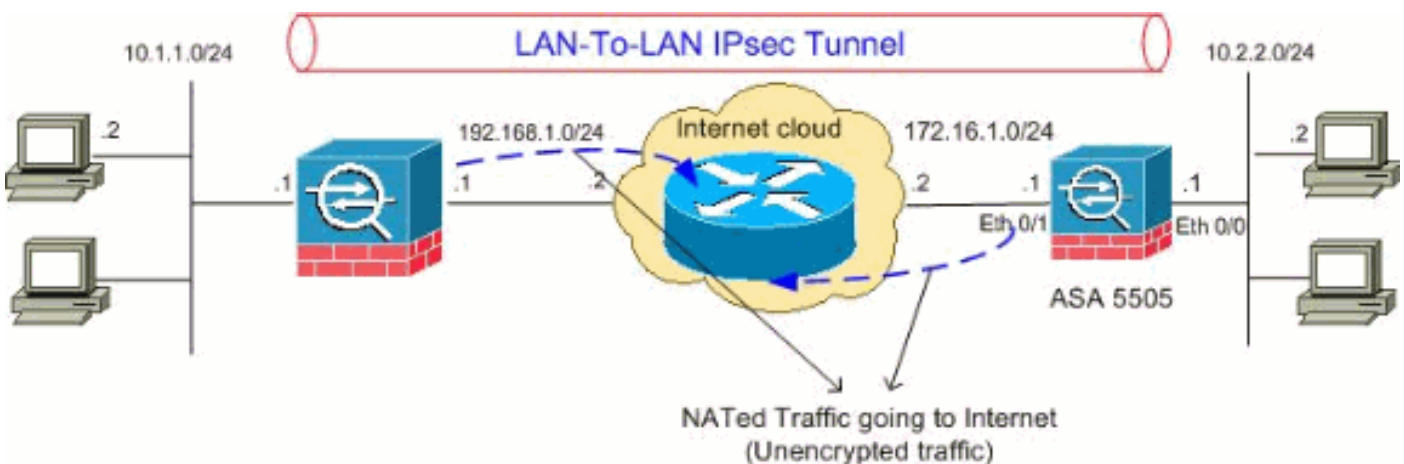 LAN-To-LAN IPsec Tunnel
10.1.1.0/24
10.2.2.0/24
.2
192.168.1.0/24
Internet cloud
172.16.1.0/24
.2
.1
.1
.2
.2
.1
.1
Eth 0/1
Eth 0/0
ASA 5505
NATed Traffic going to Internet
(Unencrypted traffic)